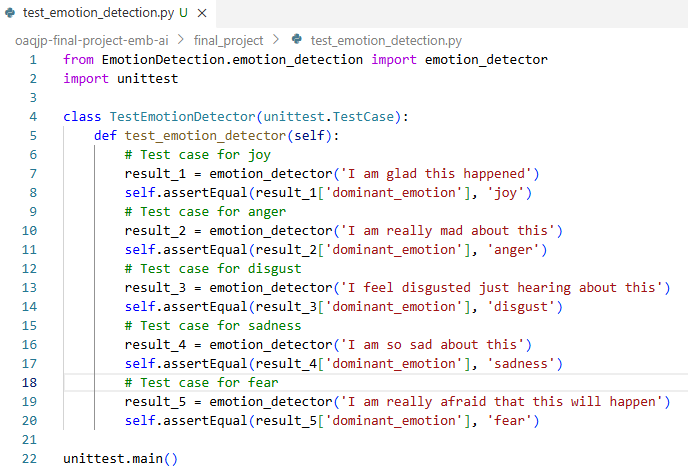 test_emotion_detection.py U ×
oaqjp-final-project-emb-ai > final_project > test_emotion_detection.py
1 from EmotionDetection.emotion_detection import emotion_detector
2 import unittest
3
4 class TestEmotionDetector(unittest.TestCase):
5     def test_emotion_detector(self):
6         # Test case for joy
7         result_1 = emotion_detector('I am glad this happened')
8         self.assertEqual(result_1['dominant_emotion'], 'joy')
9         # Test case for anger
10         result_2 = emotion_detector('I am really mad about this')
11         self.assertEqual(result_2['dominant_emotion'], 'anger')
12         # Test case for disgust
13         result_3 = emotion_detector('I feel disgusted just hearing about this')
14         self.assertEqual(result_3['dominant_emotion'], 'disgust')
15         # Test case for sadness
16         result_4 = emotion_detector('I am so sad about this')
17         self.assertEqual(result_4['dominant_emotion'], 'sadness')
18         # Test case for fear
19         result_5 = emotion_detector('I am really afraid that this will happen')
20         self.assertEqual(result_5['dominant_emotion'], 'fear')
21
22 unittest.main()